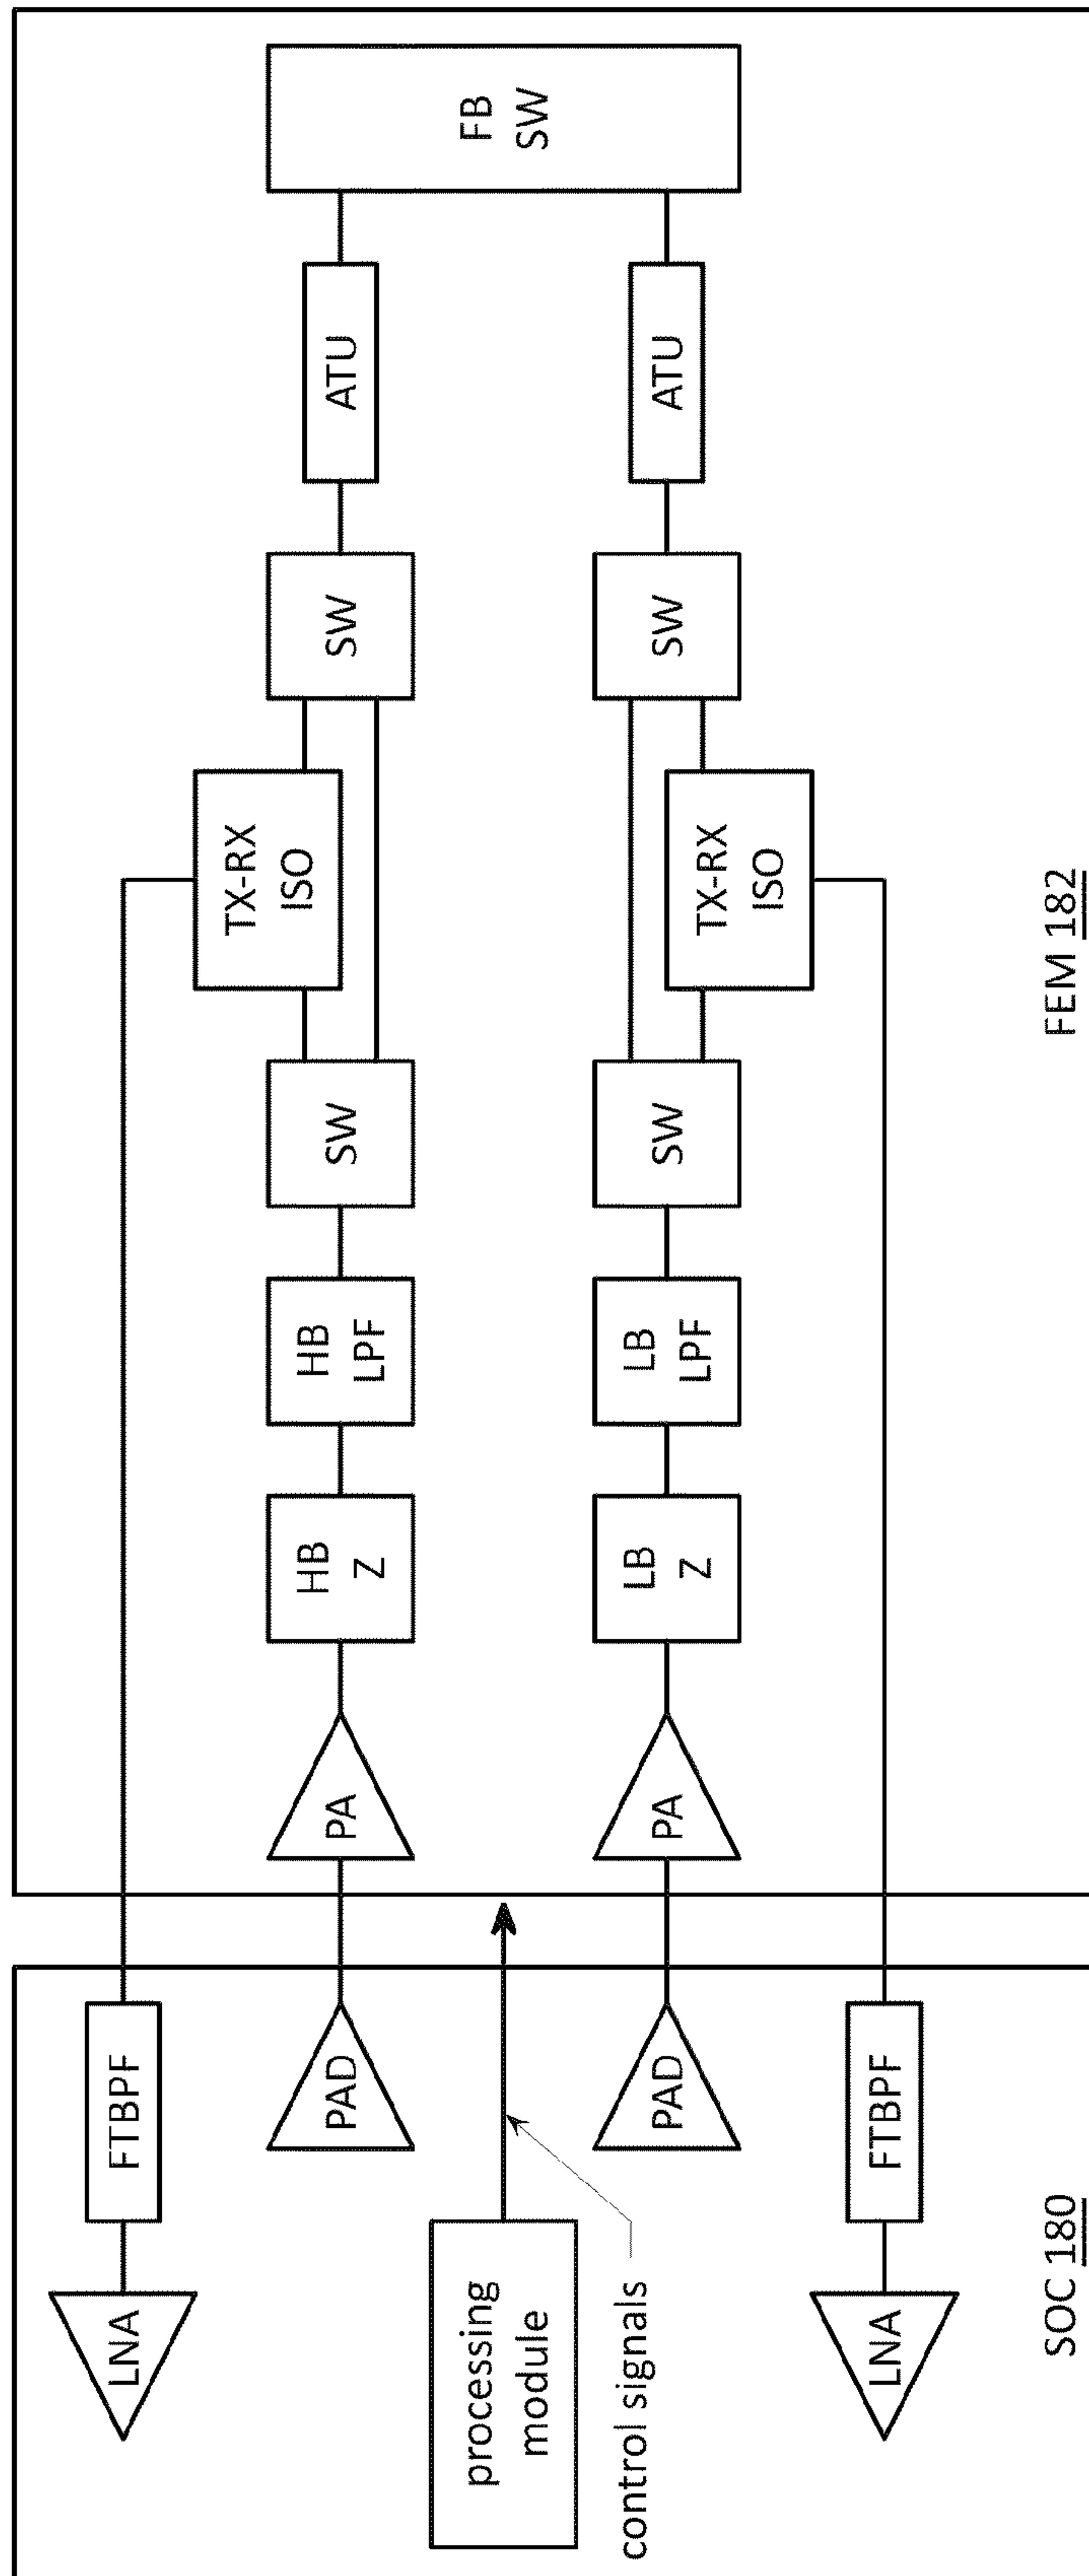 LNA
FTBPF
TX-RX
ISO
PAD
PA
HB
Z
HB
LPF
SW
SW
ATU
FB
SW
processing
module
control signals
PAD
PA
LB
Z
LB
LPF
SW
SW
ATU
TX-RX
ISO
LNA
FTBPF
SOC 180
FEM 182